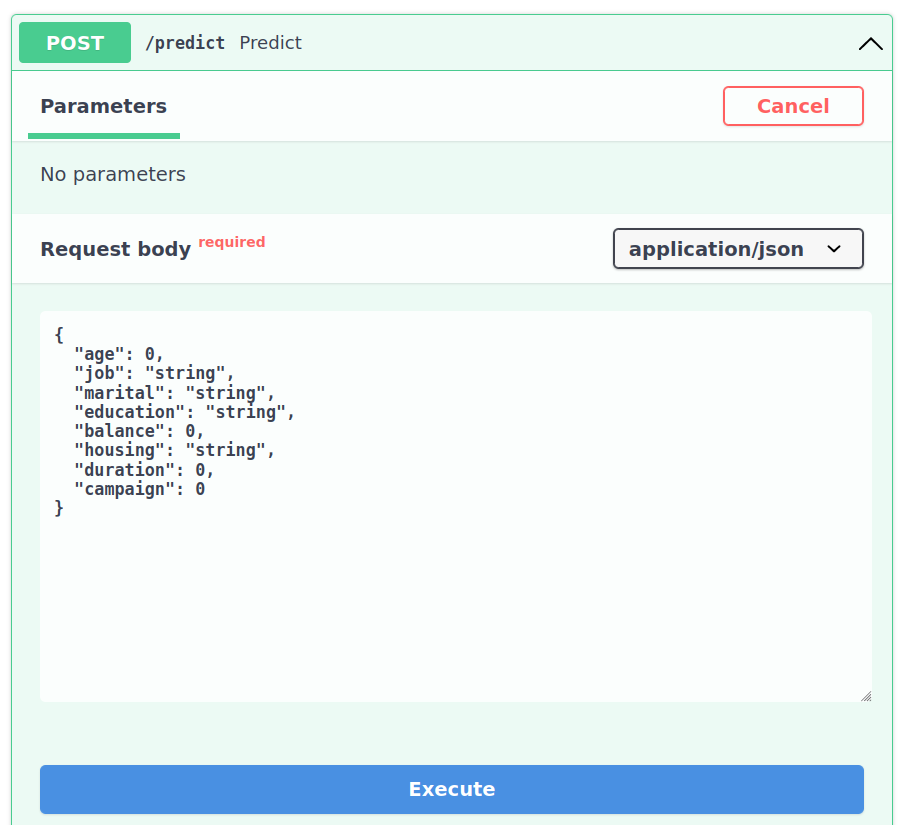 POST /predict Predict
Parameters Cancel
No parameters
Request body required application/json
{
  "age": 0,
  "job": "string",
  "marital": "string",
  "education": "string",
  "balance": 0,
  "housing": "string",
  "duration": 0,
  "campaign": 0
}
Execute